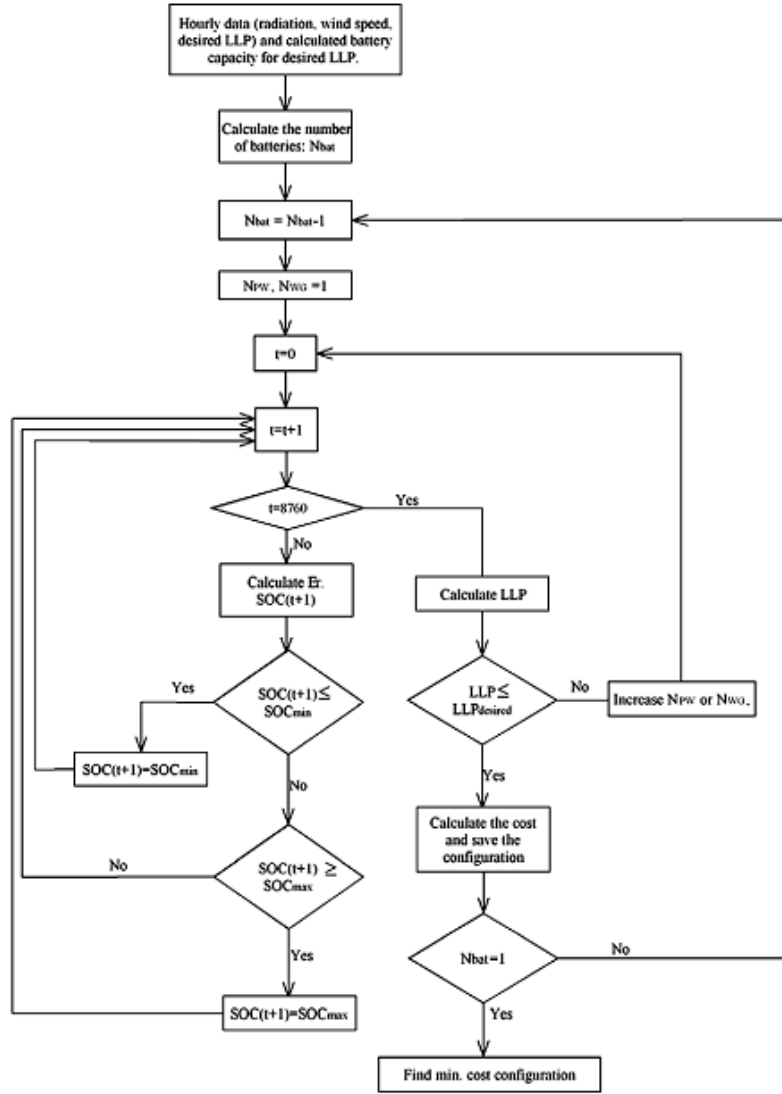 Hourly data (radiation, wind speed,
desired LLP) and calculated battery
capacity for desired LLP.
Calculate the number
of batteries: Nbat
Nbat = Nbat-1
NPW, NWG =1
t=0
t=t+1
t=8760
Yes
No
Calculate Er.
SOC(t+1)
Calculate LLP
SOC(t+1)≤
SOCmin
Yes
LLP≤
LLPdesired
No
Increase NPW or NWG.
SOC(t+1)=SOCmin
No
Yes
Calculate the cost
and save the
configuration
SOC(t+1) ≥
SOCmax
No
Yes
Nbat=1
No
SOC(t+1)=SOCmax
Yes
Find min. cost configuration